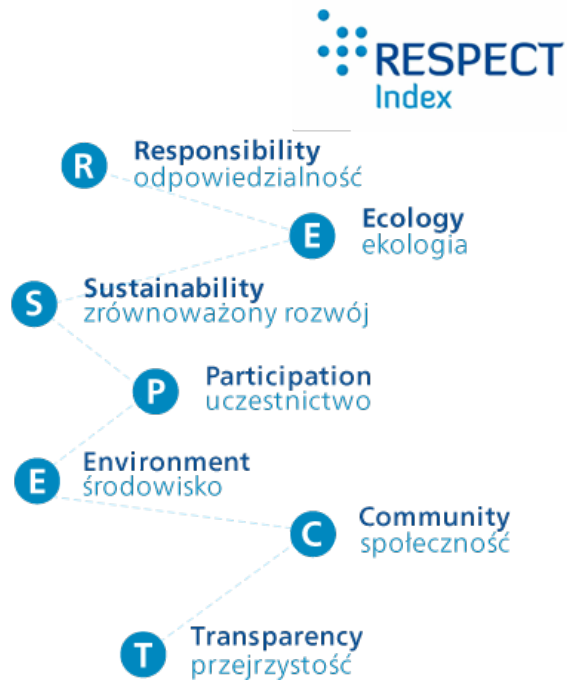 RESPECT
Index
R
Responsibility
odpowiedzialność
E
Ecology
ekologia
S
Sustainability
zrównoważony rozwój
P
Participation
uczestnictwo
E
Environment
środowisko
C
Community
społeczność
T
Transparency
przejrzystość